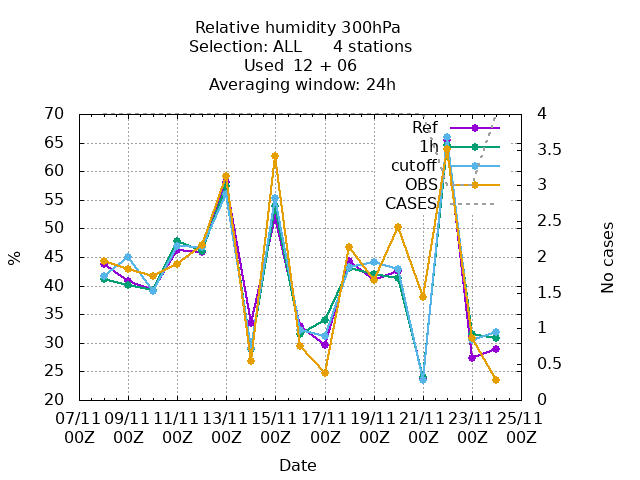 Relative humidity 300hPa
Selection: ALL      4 stations
Used  12 + 06
Averaging window: 24h
70
65
60
55
50
45
40
35
30
25
20
%
4
3.5
3
2.5
2
1.5
1
0.5
0
No cases
Ref
1h
cutoff
OBS
CASES
07/11 09/11 11/11 13/11 15/11 17/11 19/11 21/11 23/11 25/11
00Z 00Z 00Z 00Z 00Z 00Z 00Z 00Z 00Z 00Z
Date